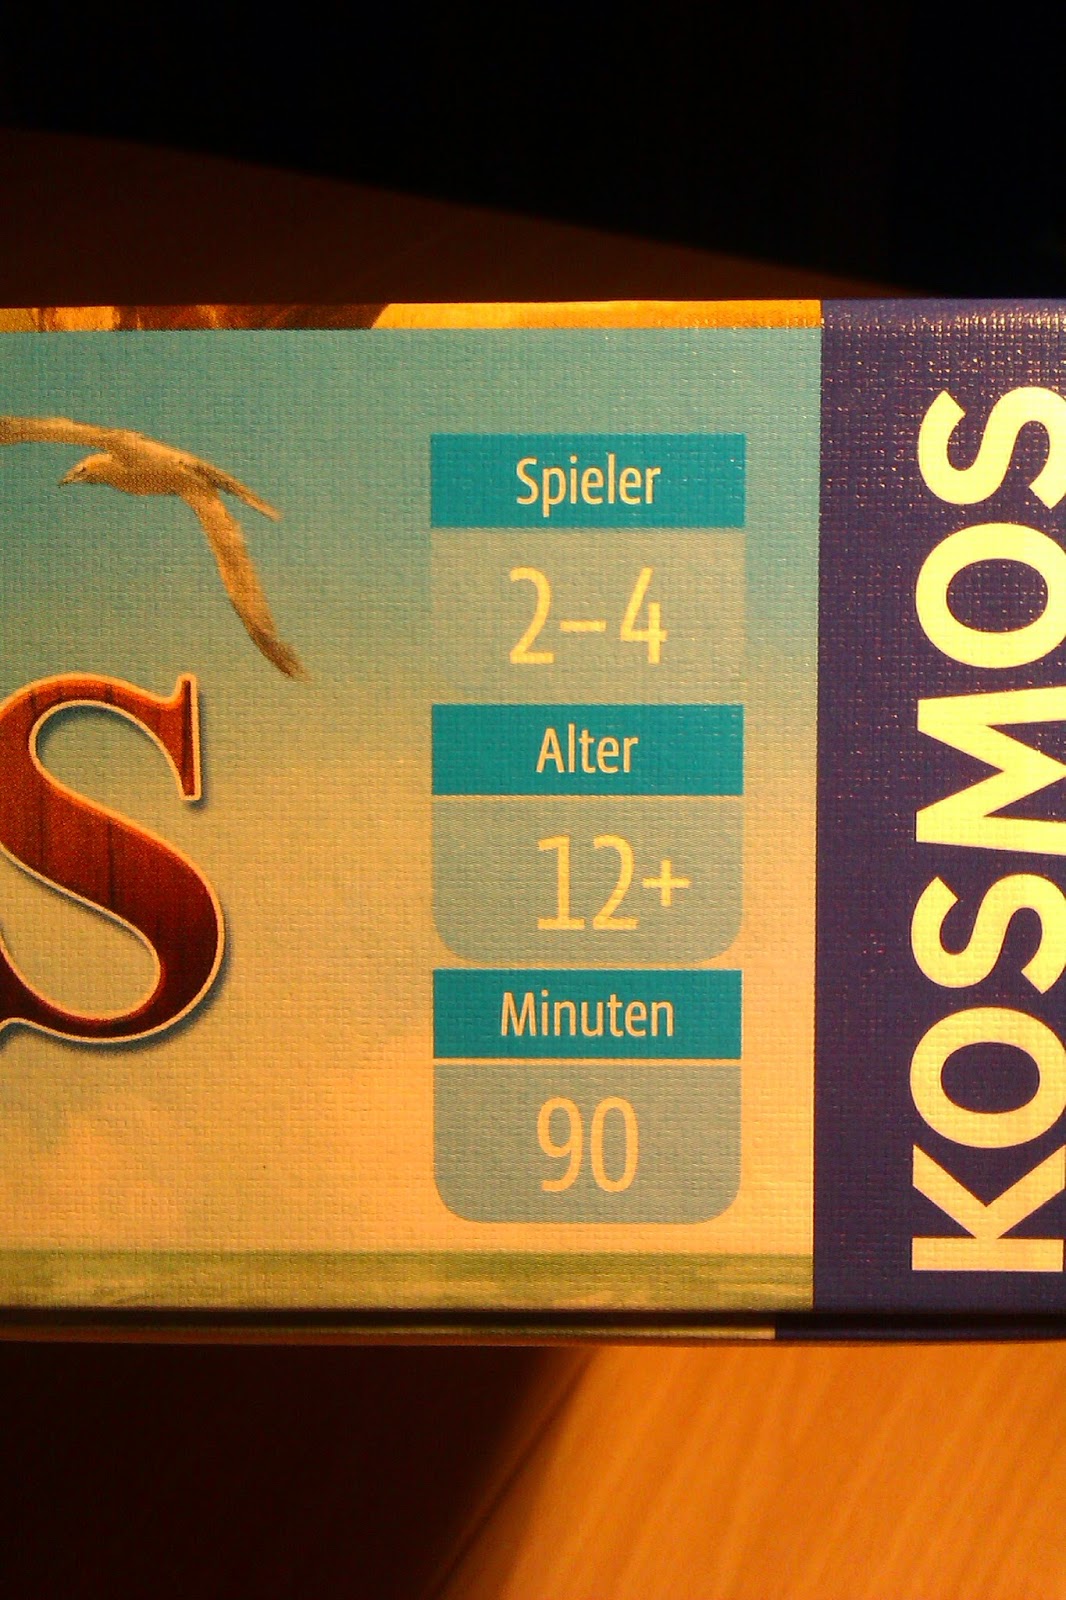 S
Spieler
2–4
Alter
12+
Minuten
90
KOSMOS